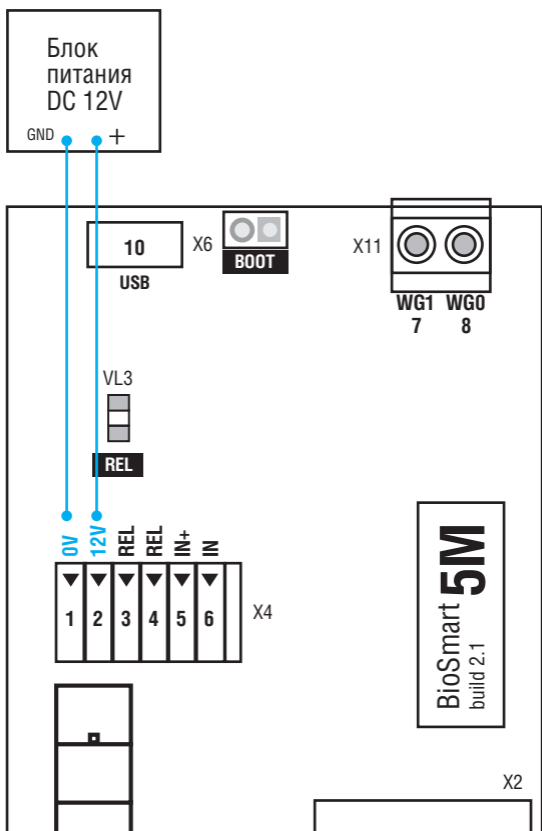 Блок
питания
DC 12V
GND +
10
USB
X6
BOOT
X11
WG1 WG0
7 8
VL3
REL
0V 12V REL REL IN+ IN
1 2 3 4 5 6
X4
BioSmart 5M
build 2.1
X2